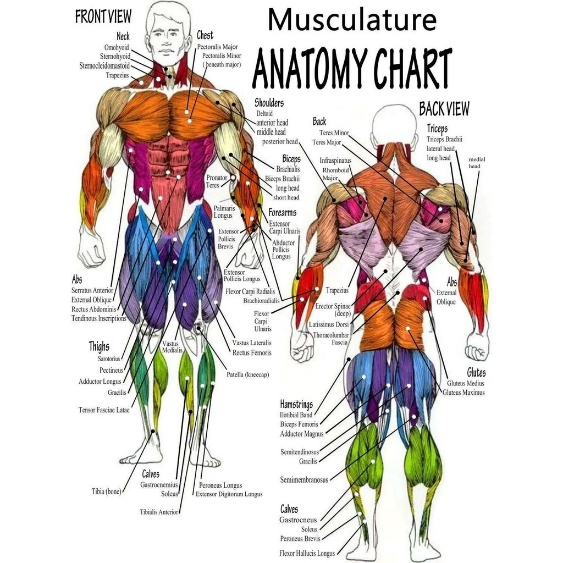 Musculature
ANATOMY CHART
FRONT VIEW
Neck
Omohyoid
Sternohyoid
Sternocleidomastoid
Trapezius
Chest
Pectoralis Major
Pectoralis Minor
( beneath major)
Shoulders
Deltoid
anterior head
middle head
posterior head
Biceps
Brachialis
Biceps Brachii
long head
short head
Pronator
Teres
Forearms
Palmaris
Longus
Extensor
Carpi Ulnaris
Extensor
Pollicis
Brevis
Abductor
Pollicis
Longus
Extensor
Pollicis Longus
Flexor Carpi Radialis
Brachioradialis
Flexor
Carpi
Ulnaris
Abs
Serratus Anterior
External Oblique
Rectus Abdominis
Tendinous Inscriptions
Thighs
Sartorius
Pectineus
Adductor Longus
Gracilis
Tensor Fasciae Latae
Vastus
Medialis
Vastus Lateralis
Rectus Femoris
Patella (kneecap)
Calves
Gastrocnemius
Soleus
Tibialis Anterior
Tibia (bone)
Peroneus Longus
Extensor Digitorum Longus
BACK VIEW
Back
Teres Minor
Teres Major
Infraspinatus
Rhomboid
Major
Triceps
Triceps Brachii
lateral head
long head
medial
head
Trapezius
Erector Spinae
(deep)
Latissimus Dorsi
Thoracolumbar
Fascia
Abs
External
Oblique
Glutes
Gluteus Medius
Gluteus Maximus
Hamstrings
Iliotibial Band
Biceps Femoris
Adductor Magnus
Semitendinosus
Gracilis
Semimembranosus
Calves
Gastrocneus
Soleus
Peroneus Brevis
Flexor Hallucis Longus